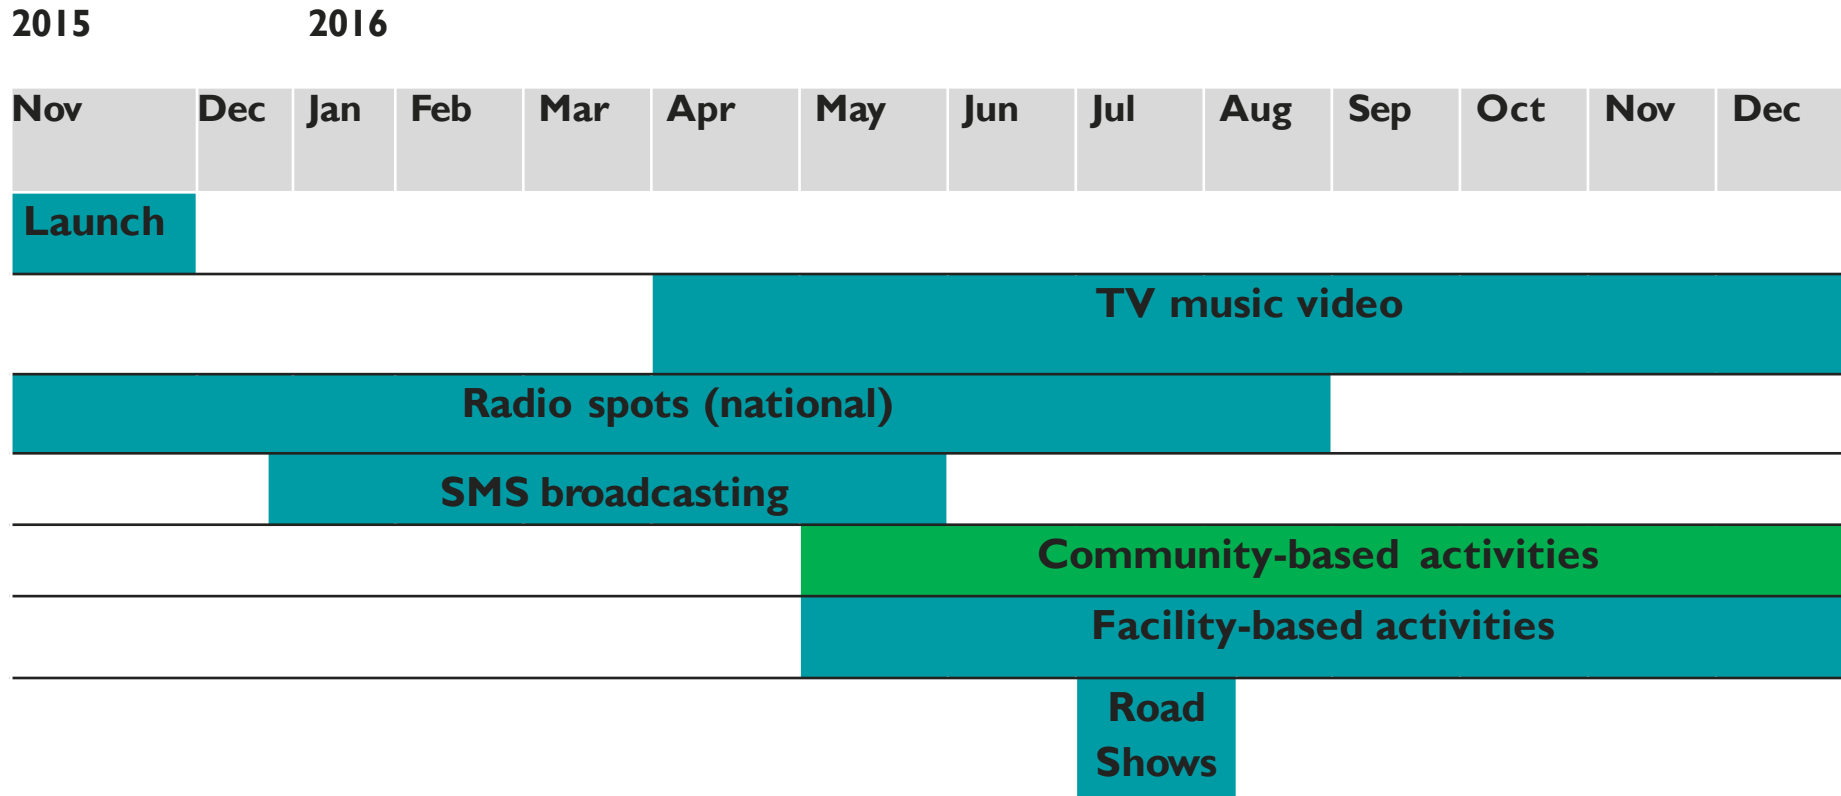 2015 2016
Nov Dec Jan Feb Mar Apr May Jun Jul Aug Sep Oct Nov Dec
Launch
TV music video
Radio spots (national)
SMS broadcasting
Community-based activities
Facility-based activities
Road
Shows